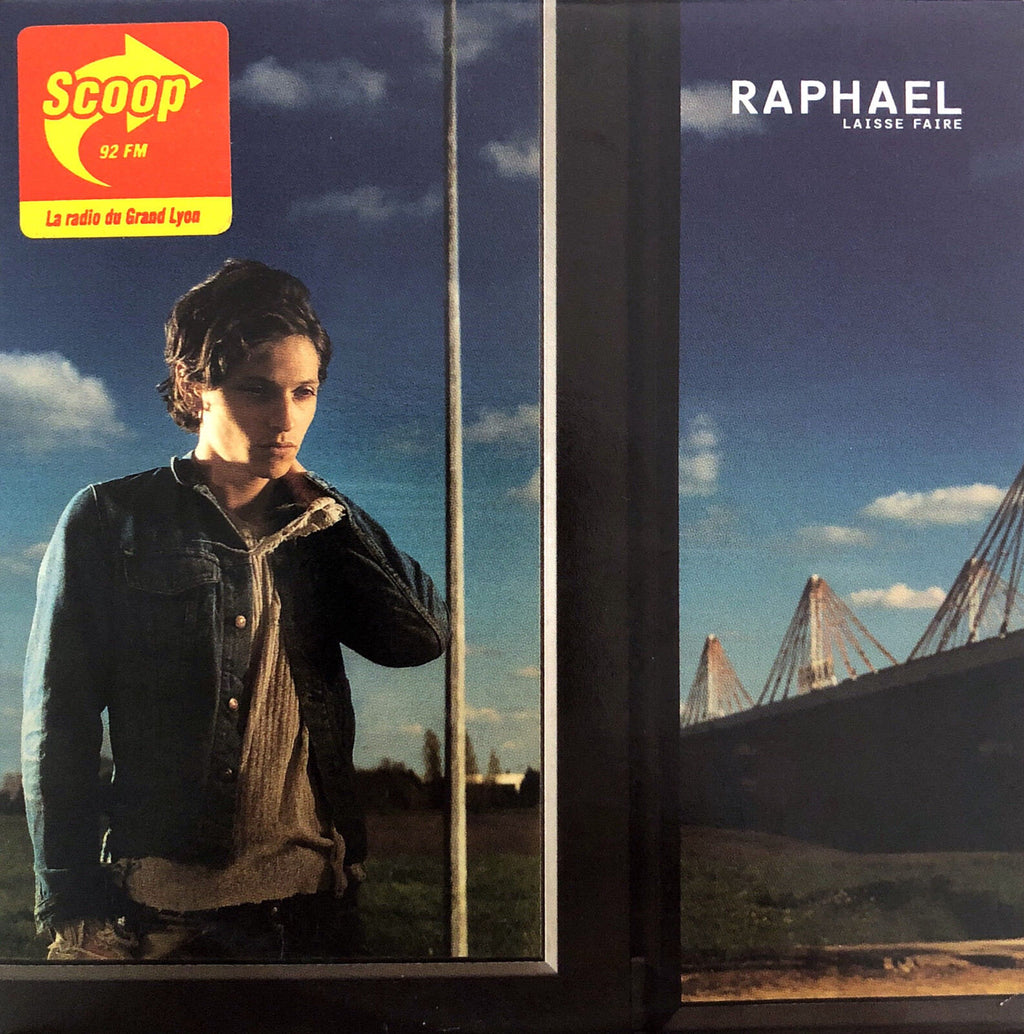 Scoop
92 FM
La radio du Grand Lyon
RAPHAEL
LAISSE FAIRE